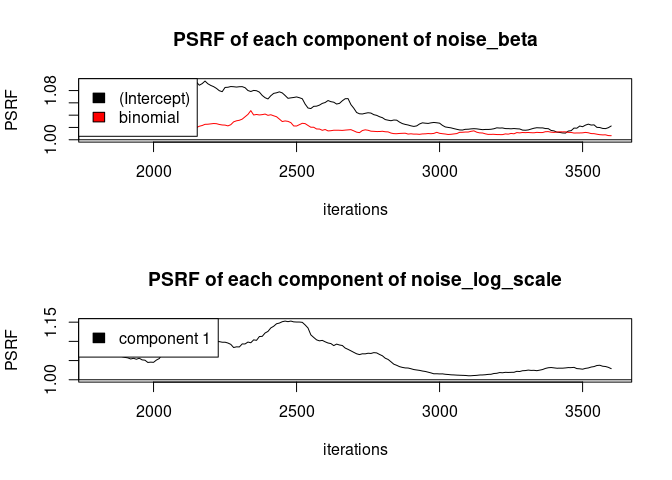 PSRF of each component of noise_beta
PSRF
1.08
1.00
(Intercept)
binomial
2000 2500 3000 3500
iterations
PSRF of each component of noise_log_scale
PSRF
1.15
1.00
component 1
2000 2500 3000 3500
iterations